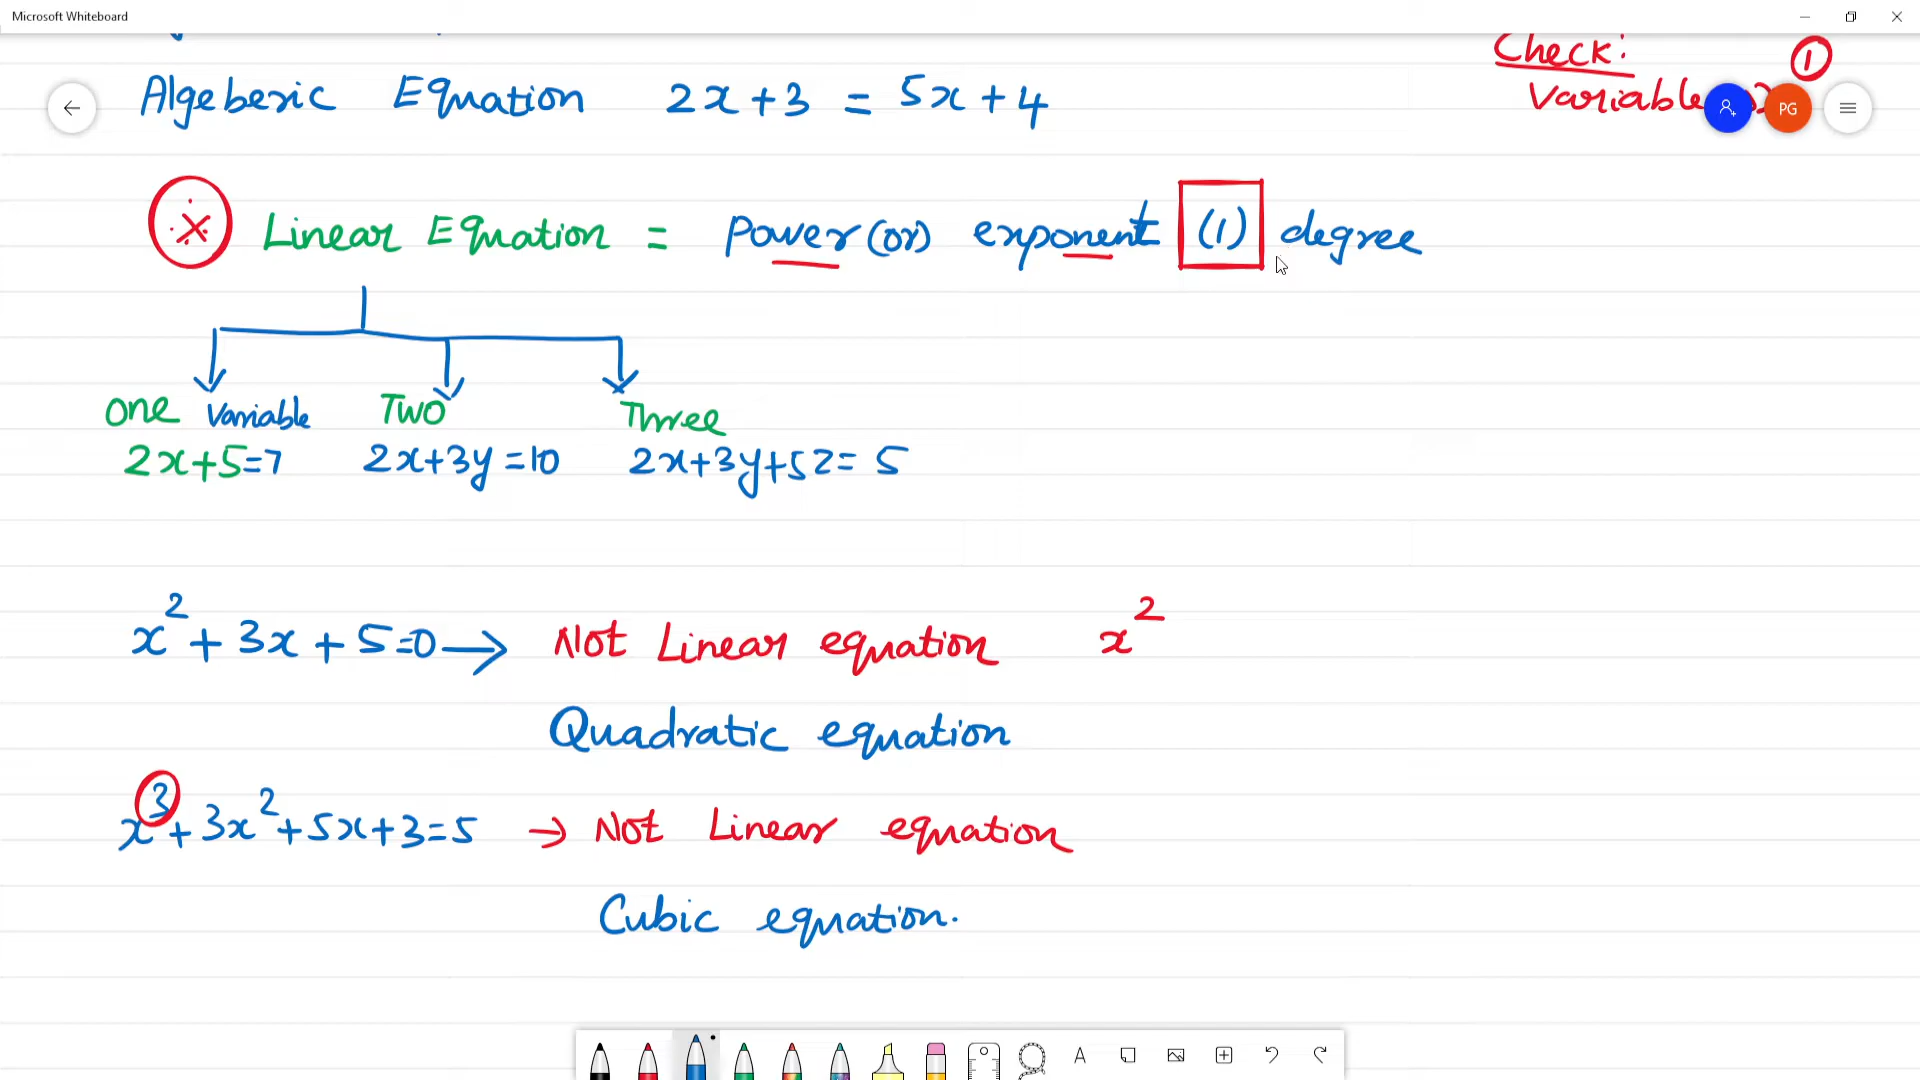 Microsoft Whiteboard
Check:
①
Algeberic Equation 2x+3 = 5x+4
Variable
PG
Linear Equation = Power (or) exponent (1) degree
One Variable Two Three
2x+5=7 2x+3y=10 2x+3y+5z= 5
x²+3x+5=0 → Not Linear equation x²
Quadratic equation
x³+3x²+5x+3=5 → Not Linear equation
Cubic equation.